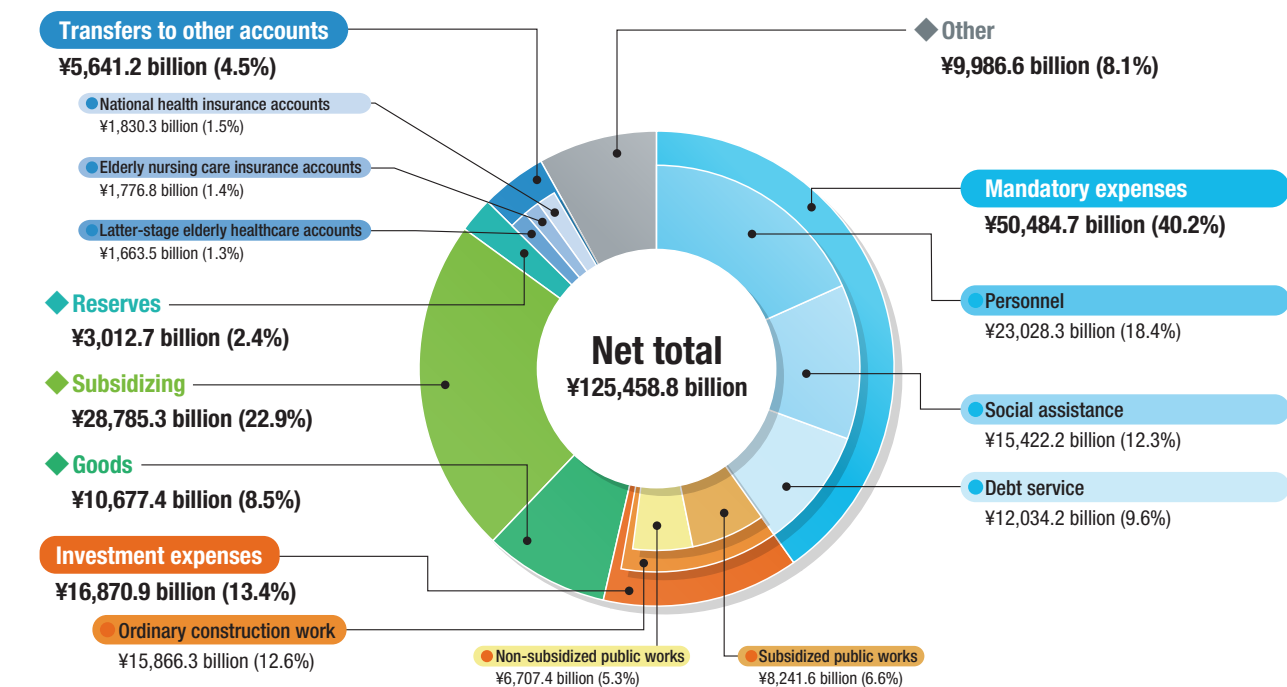 Transfers to other accounts
¥5,641.2 billion (4.5%)
National health insurance accounts
¥1,830.3 billion (1.5%)
Elderly nursing care insurance accounts
¥1,776.8 billion (1.4%)
Latter-stage elderly healthcare accounts
¥1,663.5 billion (1.3%)
Reserves
¥3,012.7 billion (2.4%)
Subsidizing
¥28,785.3 billion (22.9%)
Goods
¥10,677.4 billion (8.5%)
Investment expenses
¥16,870.9 billion (13.4%)
Ordinary construction work
¥15,866.3 billion (12.6%)
Non-subsidized public works
¥6,707.4 billion (5.3%)
Subsidized public works
¥8,241.6 billion (6.6%)
Net total
¥125,458.8 billion
Other
¥9,986.6 billion (8.1%)
Mandatory expenses
¥50,484.7 billion (40.2%)
Personnel
¥23,028.3 billion (18.4%)
Social assistance
¥15,422.2 billion (12.3%)
Debt service
¥12,034.2 billion (9.6%)